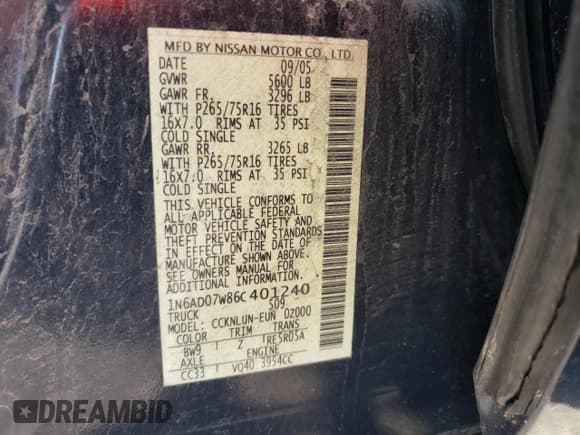 MFD BY NISSAN MOTOR CO., LTD.
DATE 09/05
GVWR 5600 LB
GAWR FR. 3296 LB
WITH P265/75R16 TIRES
16X7.0 RIMS AT 35 PSI
COLD SINGLE
GAWR RR. 3265 LB
WITH P265/75R16 TIRES
16X7.0 RIMS AT 35 PSI
COLD SINGLE
THIS VEHICLE CONFORMS TO
ALL APPLICABLE FEDERAL
MOTOR VEHICLE SAFETY AND
THEFT PREVENTION STANDARDS
IN EFFECT ON THE DATE OF
MANUFACTURE SHOWN ABOVE.
SEE OWNERS MANUAL FOR
ADDITIONAL INFORMATION.
1N6AD07W86C401240
TRUCK 509
MODEL: CCKNLUN-EUN 0Z000
COLOR TRIM TRANS
BW9 Z RE5R05A
AXLE ENGINE
CC33 VQ40 3954CC
DREAMBID